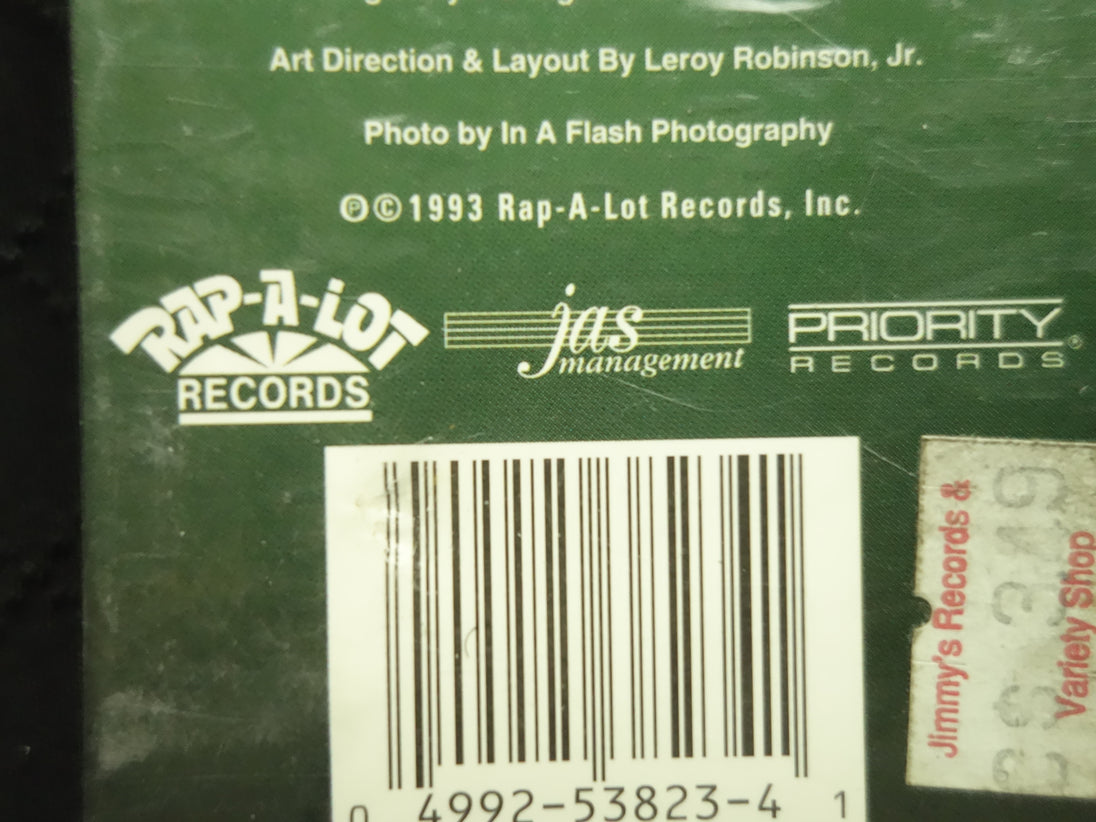 Art Direction & Layout By Leroy Robinson, Jr.
Photo by In A Flash Photography
℗©1993 Rap-A-Lot Records, Inc.
RAP-A-LOT
RECORDS
jas
management
PRIORITY®
RECORDS
0 4992-53823-4 1
Jimmy's Records &
Variety Shop